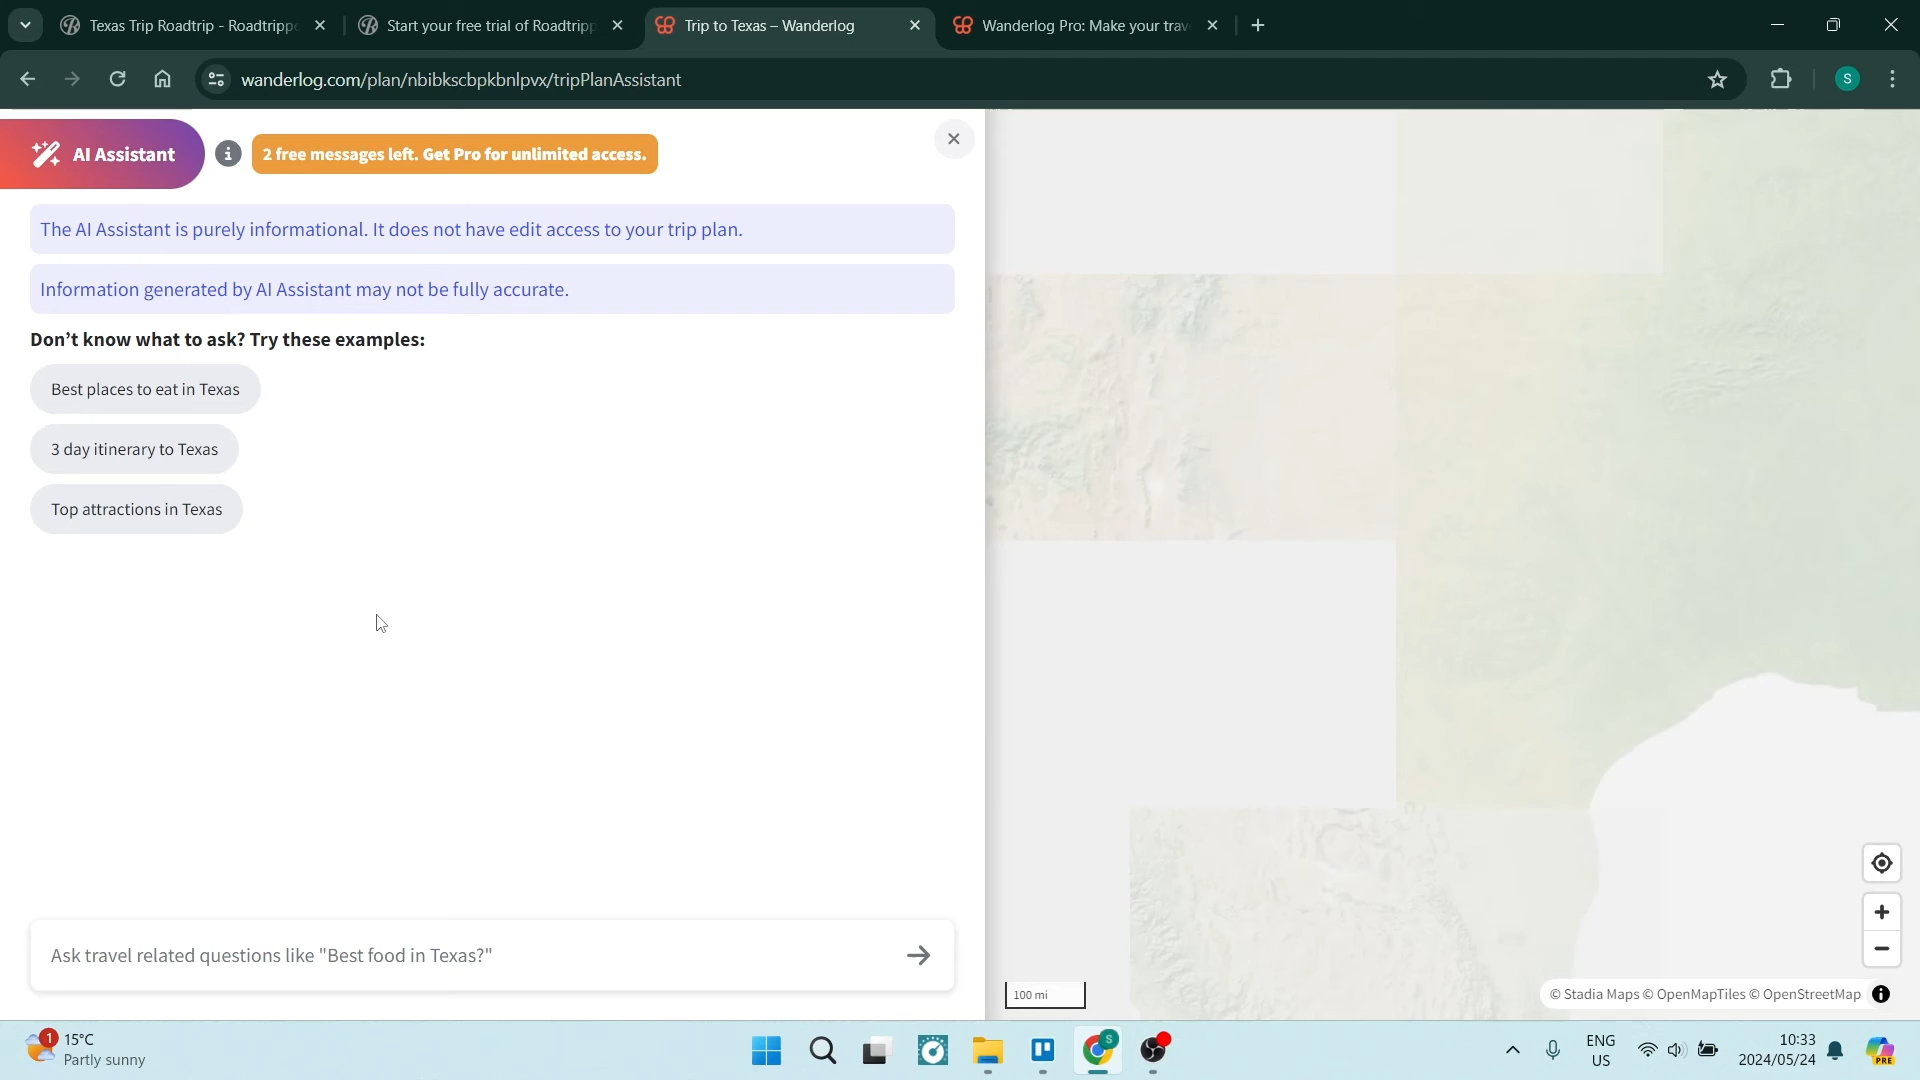 Texas Trip Roadtrip - Roadtrippe
Start your free trial of Roadtripp
Trip to Texas – Wanderlog
Wanderlog Pro: Make your trav
wanderlog.com/plan/nbibkscbpkbnlpvx/tripPlanAssistant
S
AI Assistant
2 free messages left. Get Pro for unlimited access.
The AI Assistant is purely informational. It does not have edit access to your trip plan.
Information generated by AI Assistant may not be fully accurate.
Don’t know what to ask? Try these examples:
Best places to eat in Texas
3 day itinerary to Texas
Top attractions in Texas
Ask travel related questions like "Best food in Texas?"
100 mi
© Stadia Maps © OpenMapTiles © OpenStreetMap
1
15°C
Partly sunny
S
ENG
US
10:33
2024/05/24
PRE